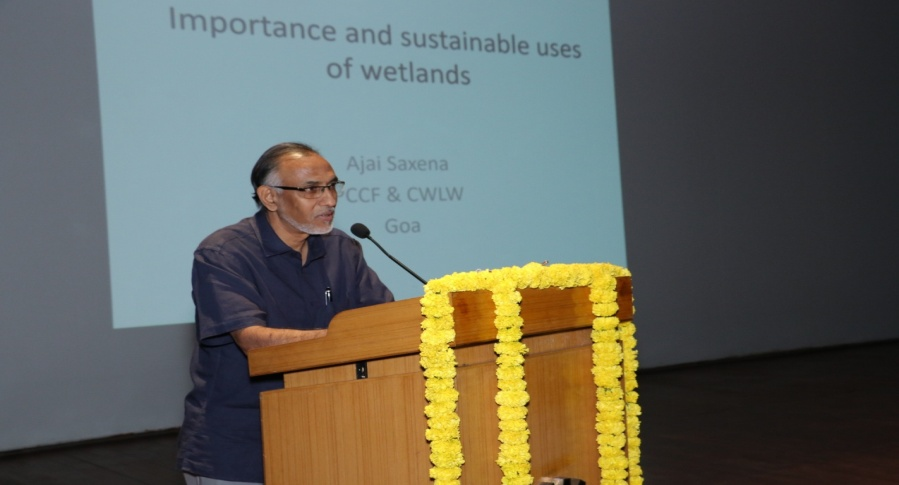 Importance and sustainable uses
of wetlands
Ajai Saxena
CCF & CWLW
Goa